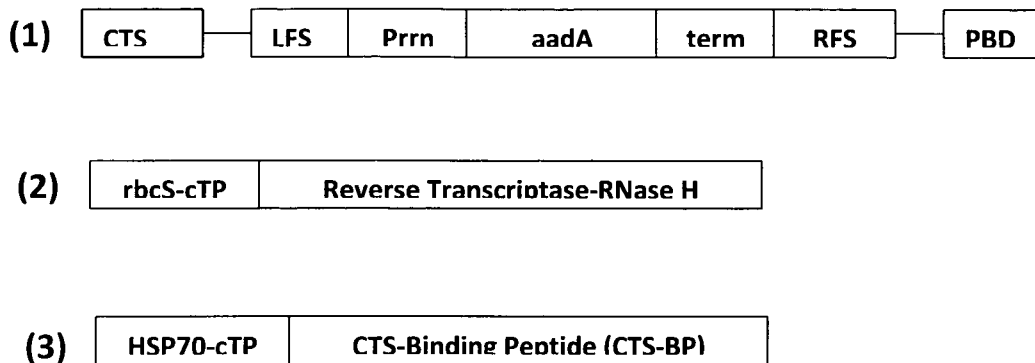 (1) CTS LFS Prrn aadA term RFS PBD
(2) rbcS-cTP Reverse Transcriptase-RNase H
(3) HSP70-cTP CTS-Binding Peptide (CTS-BP)